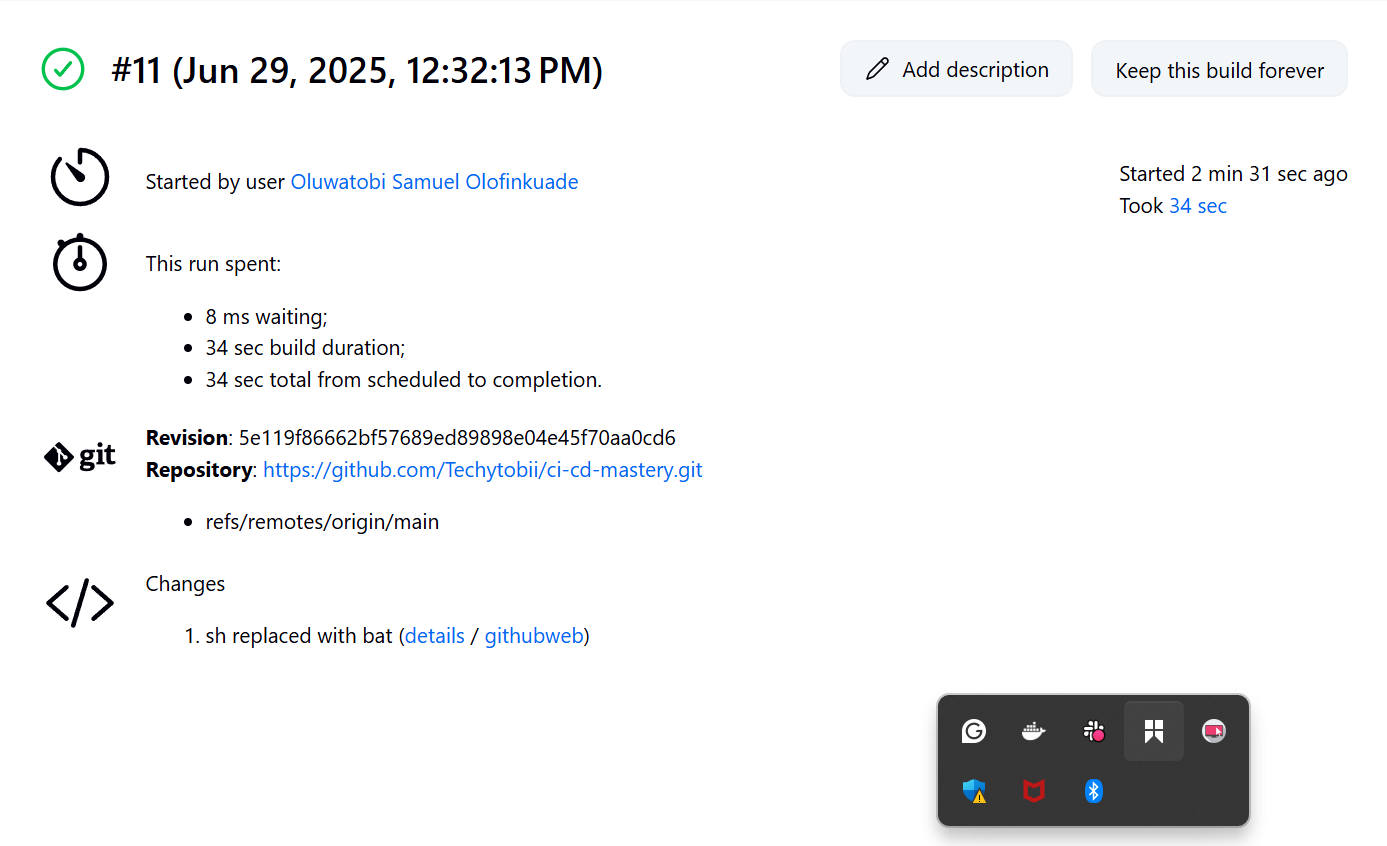 #11 (Jun 29, 2025, 12:32:13 PM)
Add description
Keep this build forever
Started by user Oluwatobi Samuel Olofinkuade
Started 2 min 31 sec ago
Took 34 sec
This run spent:
8 ms waiting;
34 sec build duration;
34 sec total from scheduled to completion.
git
Revision: 5e119f86662bf57689ed89898e04e45f70aa0cd6
Repository: https://github.com/Techytobii/ci-cd-mastery.git
refs/remotes/origin/main
Changes
1. sh replaced with bat (details / githubweb)